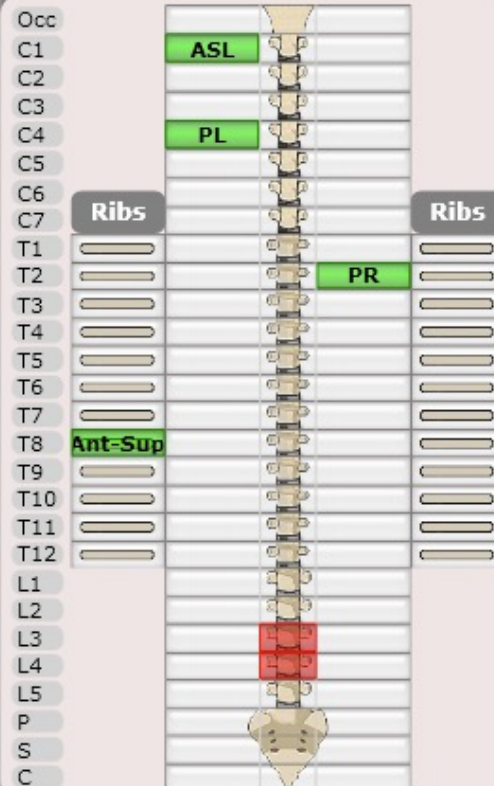 Occ
C1 ASL
C2
C3
C4 PL
C5
C6
Ribs Ribs
C7
T1
T2 PR
T3
T4
T5
T6
T7
T8 Ant-Sup
T9
T10
T11
T12
L1
L2
L3
L4
L5
P
S
C